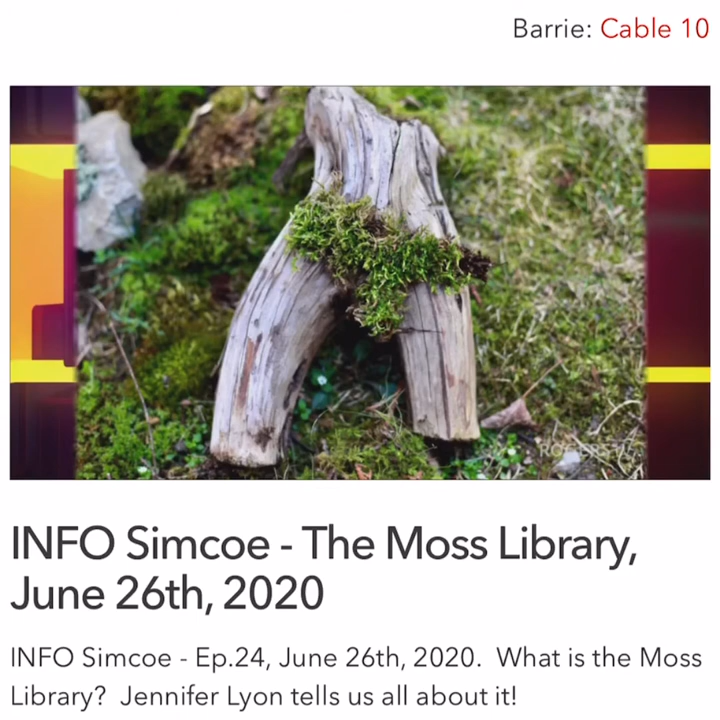 Barrie: Cable 10
INFO Simcoe - The Moss Library,
June 26th, 2020
INFO Simcoe - Ep.24, June 26th, 2020.  What is the Moss
Library?  Jennifer Lyon tells us all about it!